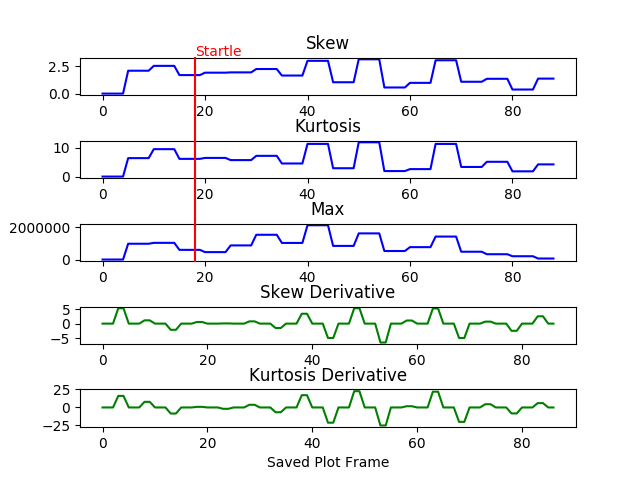 Skew
Startle
2.5
0.0
0 20 40 60 80
Kurtosis
10
0
0 20 40 60 80
Max
2000000
0
0 20 40 60 80
Skew Derivative
5
0
−5
0 20 40 60 80
Kurtosis Derivative
25
0
−25
0 20 40 60 80
Saved Plot Frame